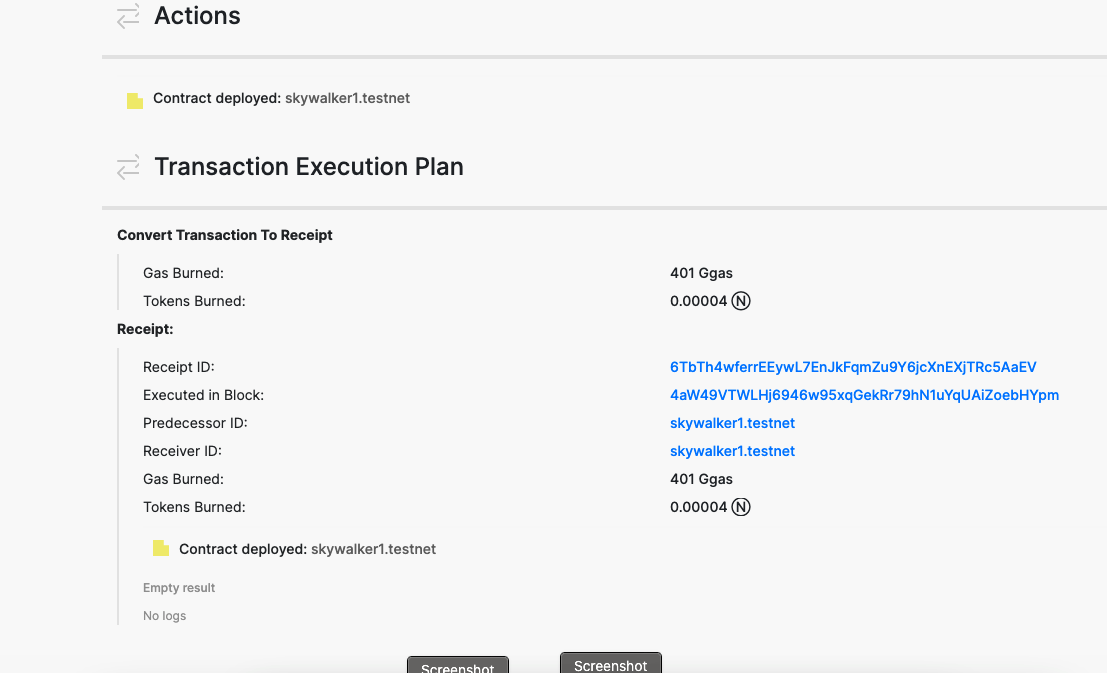 Actions
Contract deployed: skywalker1.testnet
Transaction Execution Plan
Convert Transaction To Receipt
Gas Burned: 401 Ggas
Tokens Burned: 0.00004 Ⓝ
Receipt:
Receipt ID: 6TbTh4wferrEEywL7EnJkFqmZu9Y6jcXnEXjTRc5AaEV
Executed in Block: 4aW49VTWLHj6946w95xqGekRr79hN1uYqUAiZoebHYpm
Predecessor ID: skywalker1.testnet
Receiver ID: skywalker1.testnet
Gas Burned: 401 Ggas
Tokens Burned: 0.00004 Ⓝ
Contract deployed: skywalker1.testnet
Empty result
No logs
Screenshot Screenshot